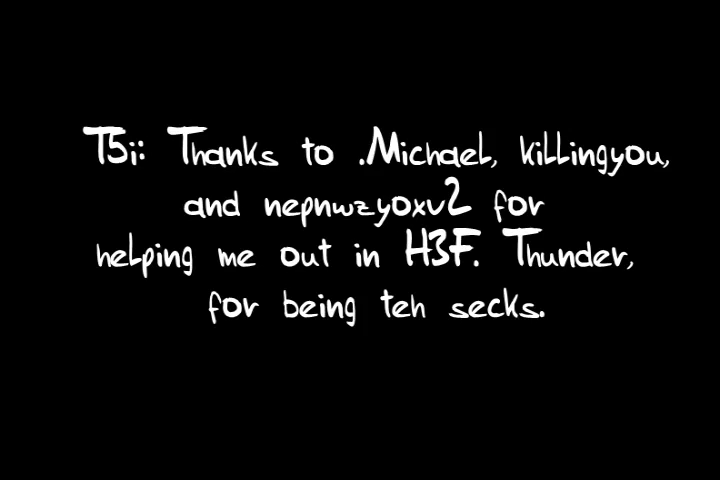 T5i: Thanks to .Michael, killingyou,
and nepnwzyoxv2 for
helping me out in H3F. Thunder,
for being teh secks.